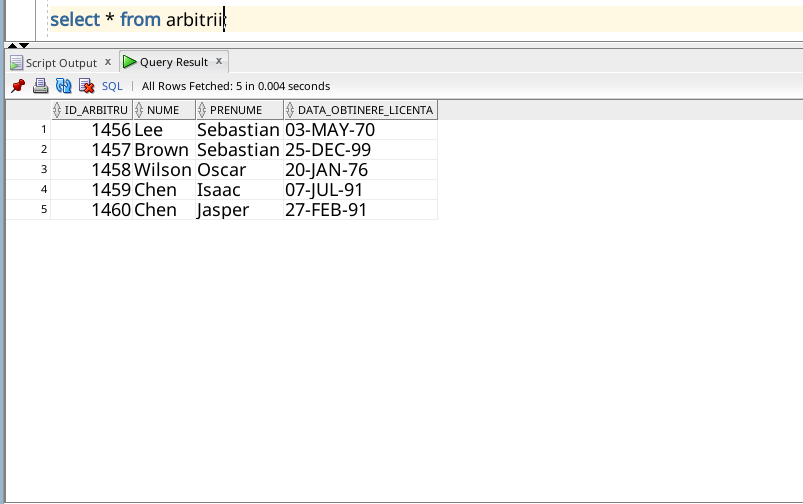 select * from arbitrii;
Script Output x Query Result x
SQL | All Rows Fetched: 5 in 0.004 seconds
ID_ARBITRU NUME PRENUME DATA_OBTINERE_LICENTA
1 1456 Lee Sebastian 03-MAY-70
2 1457 Brown Sebastian 25-DEC-99
3 1458 Wilson Oscar 20-JAN-76
4 1459 Chen Isaac 07-JUL-91
5 1460 Chen Jasper 27-FEB-91